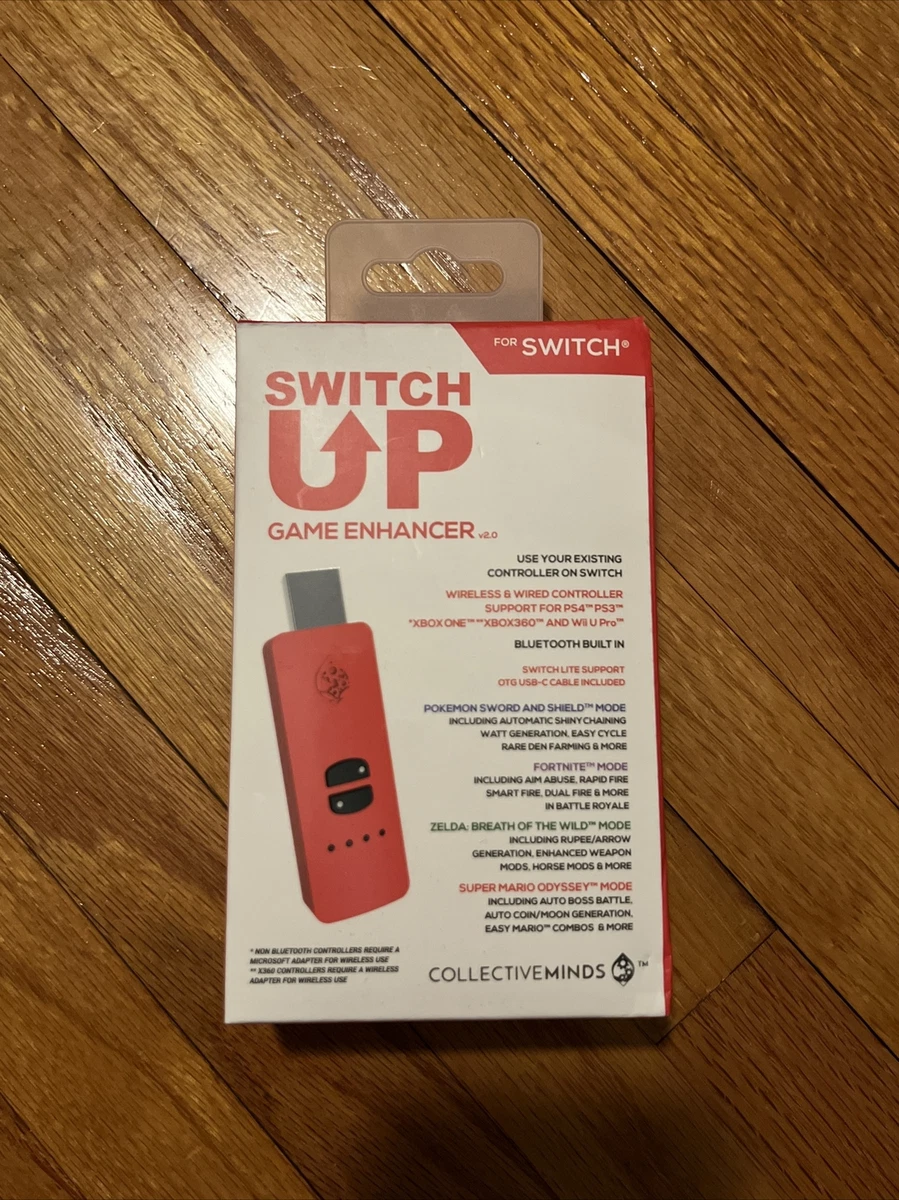 FOR SWITCH®
SWITCH
UP
GAME ENHANCER v2.0
USE YOUR EXISTING
CONTROLLER ON SWITCH
WIRELESS & WIRED CONTROLLER
SUPPORT FOR PS4™ PS3™
*XBOX ONE™ **XBOX360™ AND Wii U Pro™
BLUETOOTH BUILT IN
SWITCH LITE SUPPORT
OTG USB-C CABLE INCLUDED
POKEMON SWORD AND SHIELD™ MODE
INCLUDING AUTOMATIC SHINY CHAINING
WATT GENERATION, EASY CYCLE
RARE DEN FARMING & MORE
FORTNITE™ MODE
INCLUDING AIM ABUSE, RAPID FIRE
SMART FIRE, DUAL FIRE & MORE
IN BATTLE ROYALE
ZELDA: BREATH OF THE WILD™ MODE
INCLUDING RUPEE/ARROW
GENERATION, ENHANCED WEAPON
MODS, HORSE MODS & MORE
SUPER MARIO ODYSSEY™ MODE
INCLUDING AUTO BOSS BATTLE,
AUTO COIN/MOON GENERATION,
EASY MARIO™ COMBOS & MORE
* NON BLUETOOTH CONTROLLERS REQUIRE A
MICROSOFT ADAPTER FOR WIRELESS USE
** X360 CONTROLLERS REQUIRE A WIRELESS
ADAPTER FOR WIRELESS USE
COLLECTIVEMINDS ™